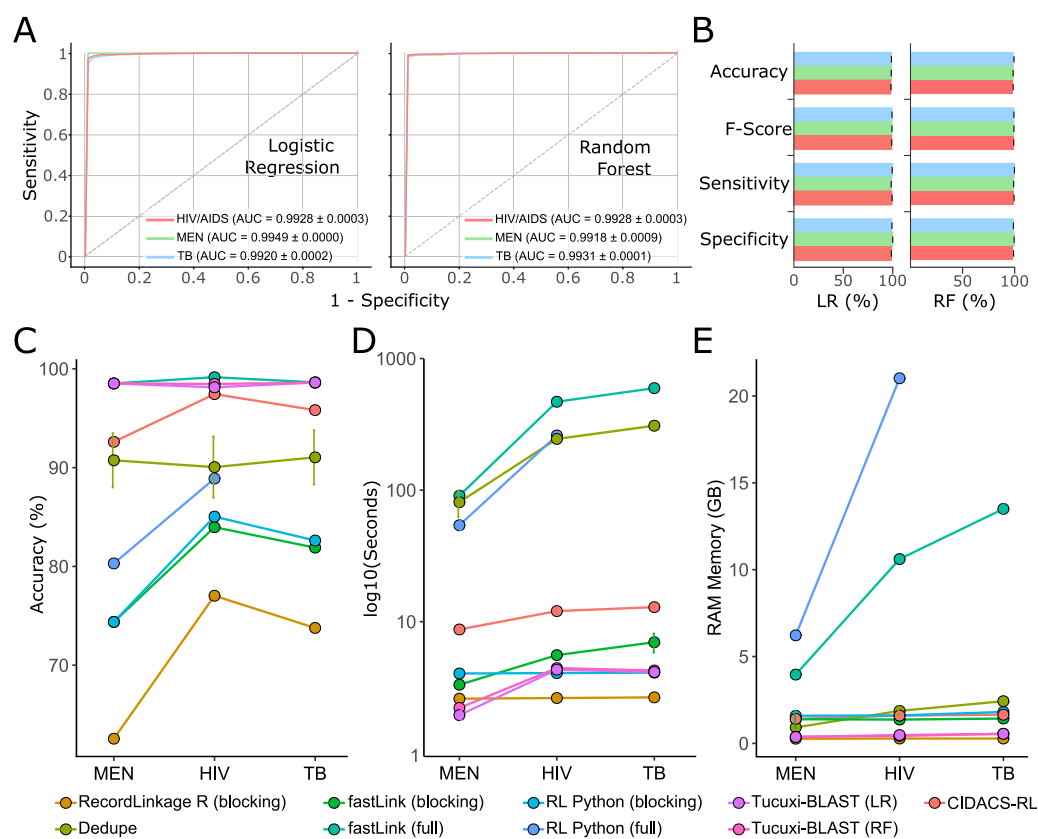 A
B
Sensitivity
1
0.8
0.6
0.4
0.2
0
Logistic
Regression
HIV/AIDS (AUC = 0.9928 ± 0.0003)
MEN (AUC = 0.9949 ± 0.0000)
TB (AUC = 0.9920 ± 0.0002)
0 0.2 0.4 0.6 0.8 1
Random
Forest
HIV/AIDS (AUC = 0.9928 ± 0.0003)
MEN (AUC = 0.9918 ± 0.0009)
TB (AUC = 0.9931 ± 0.0001)
0 0.2 0.4 0.6 0.8 1
1 - Specificity
Accuracy
F-Score
Sensitivity
Specificity
0 50 100
0 50 100
LR (%)
RF (%)
C
Accuracy (%)
100
90
80
70
MEN HIV TB
D
log10(Seconds)
1000
100
10
1
MEN HIV TB
E
RAM Memory (GB)
20
15
10
5
0
MEN HIV TB
RecordLinkage R (blocking)
fastLink (blocking)
RL Python (blocking)
Tucuxi-BLAST (LR)
CIDACS-RL
Dedupe
fastLink (full)
RL Python (full)
Tucuxi-BLAST (RF)